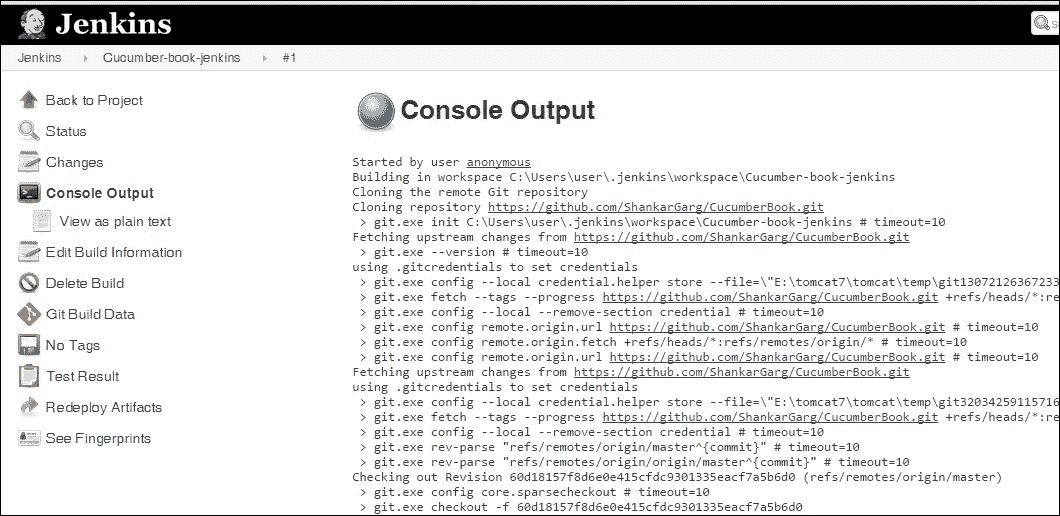 Jenkins
Jenkins Cucumber-book-jenkins #1
Back to Project
Status
Changes
Console Output
View as plain text
Edit Build Information
Delete Build
Git Build Data
No Tags
Test Result
Redeploy Artifacts
See Fingerprints
Console Output
Started by user anonymous
Building in workspace C:\Users\user\.jenkins\workspace\Cucumber-book-jenkins
Cloning the remote Git repository
Cloning repository https://github.com/ShankarGarg/CucumberBook.git
> git.exe init C:\Users\user\.jenkins\workspace\Cucumber-book-jenkins # timeout=10
Fetching upstream changes from https://github.com/ShankarGarg/CucumberBook.git
> git.exe --version # timeout=10
using .gitcredentials to set credentials
> git.exe config --local credential.helper store --file=\"E:\tomcat7\tomcat\temp\git13072126367233
> git.exe fetch --tags --progress https://github.com/ShankarGarg/CucumberBook.git +refs/heads/*:re
> git.exe config --local --remove-section credential # timeout=10
> git.exe config remote.origin.url https://github.com/ShankarGarg/CucumberBook.git # timeout=10
> git.exe config remote.origin.fetch +refs/heads/*:refs/remotes/origin/* # timeout=10
> git.exe config remote.origin.url https://github.com/ShankarGarg/CucumberBook.git # timeout=10
Fetching upstream changes from https://github.com/ShankarGarg/CucumberBook.git
using .gitcredentials to set credentials
> git.exe config --local credential.helper store --file=\"E:\tomcat7\tomcat\temp\git32034259115716
> git.exe fetch --tags --progress https://github.com/ShankarGarg/CucumberBook.git +refs/heads/*:re
> git.exe config --local --remove-section credential # timeout=10
> git.exe rev-parse "refs/remotes/origin/master^{commit}" # timeout=10
> git.exe rev-parse "refs/remotes/origin/origin/master^{commit}" # timeout=10
Checking out Revision 60d18157f8d6e0e415cfdc9301335eacf7a5b6d0 (refs/remotes/origin/master)
> git.exe config core.sparsecheckout # timeout=10
> git.exe checkout -f 60d18157f8d6e0e415cfdc9301335eacf7a5b6d0